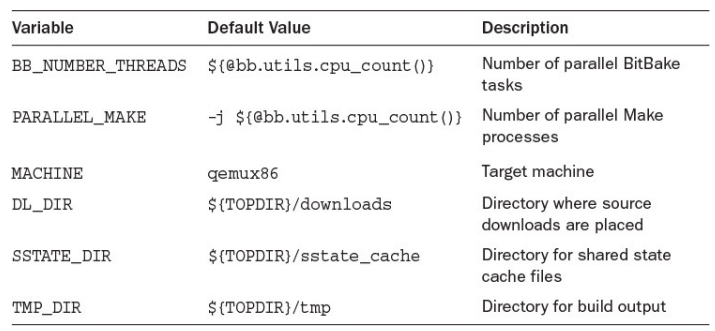 Variable Default Value Description
BB_NUMBER_THREADS ${@bb.utils.cpu_count()} Number of parallel BitBake
tasks
PARALLEL_MAKE -j ${@bb.utils.cpu_count()} Number of parallel Make
processes
MACHINE qemux86 Target machine
DL_DIR ${TOPDIR}/downloads Directory where source
downloads are placed
SSTATE_DIR ${TOPDIR}/sstate_cache Directory for shared state
cache files
TMP_DIR ${TOPDIR}/tmp Directory for build output